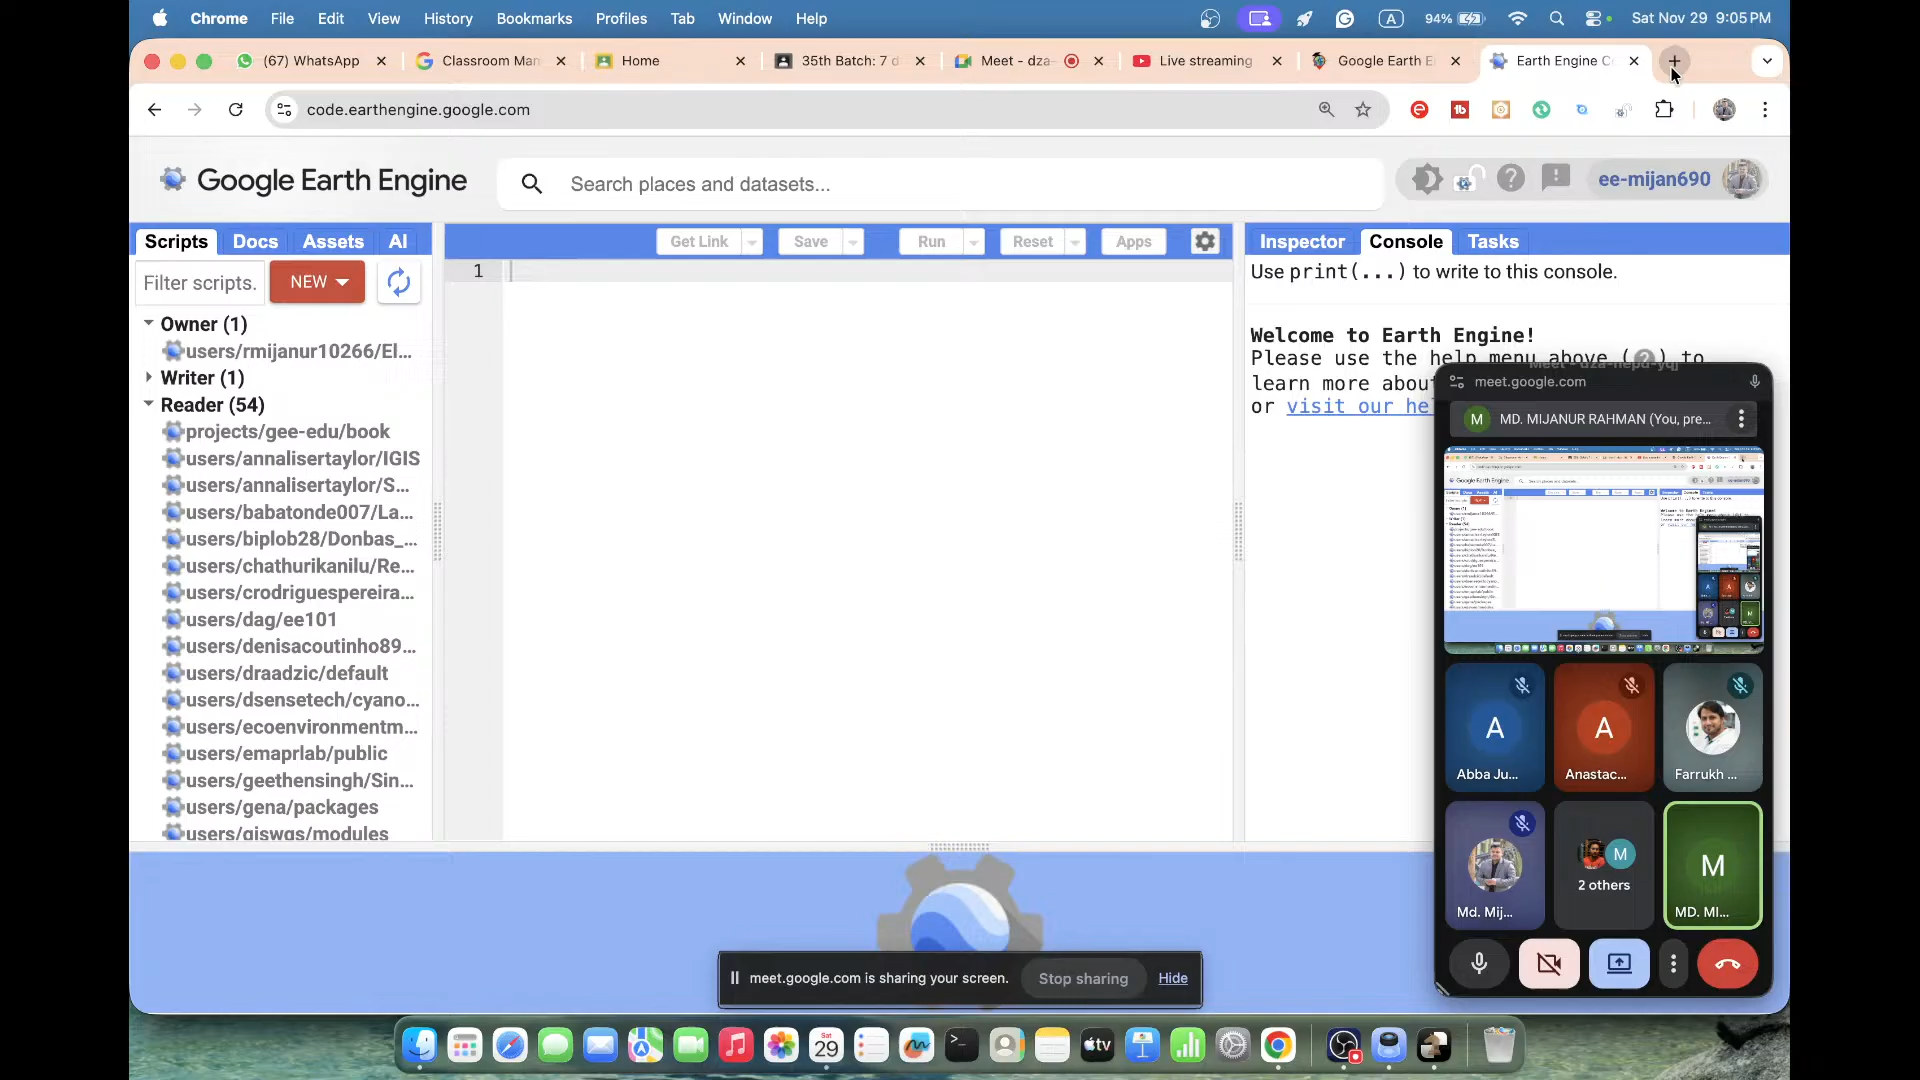 Chrome File Edit View History Bookmarks Profiles Tab Window Help A 94% Sat Nov 29 9:05 PM
(67) WhatsApp Classroom Man Home 35th Batch: 7 d Meet - dza- Live streaming Google Earth E Earth Engine C
code.earthengine.google.com
Google Earth Engine Search places and datasets... ee-mijan690
Scripts Docs Assets AI Get Link Save Run Reset Apps Inspector Console Tasks
Filter scripts. NEW
1
Use print(...) to write to this console.
Welcome to Earth Engine!
Please use the help menu above (?) to
learn more abou
or visit our he
Owner (1)
users/rmijanur10266/El...
Writer (1)
Reader (54)
projects/gee-edu/book
users/annalisertaylor/IGIS
users/annalisertaylor/S...
users/babatonde007/La...
users/biplob28/Donbas_...
users/chathurikanilu/Re...
users/crodriguespereira...
users/dag/ee101
users/denisacoutinho89...
users/draadzic/default
users/dsensetech/cyano...
users/ecoenvironmentm...
users/emaprlab/public
users/geethensingh/Sin...
users/gena/packages
users/giswqs/modules
meet.google.com
M MD. MIJANUR RAHMAN (You, pre...
A Abba Ju...
A Anastac...
Farrukh ...
Md. Mij...
M 2 others
M MD. MI...
meet.google.com is sharing your screen. Stop sharing Hide
Sat 29
tv